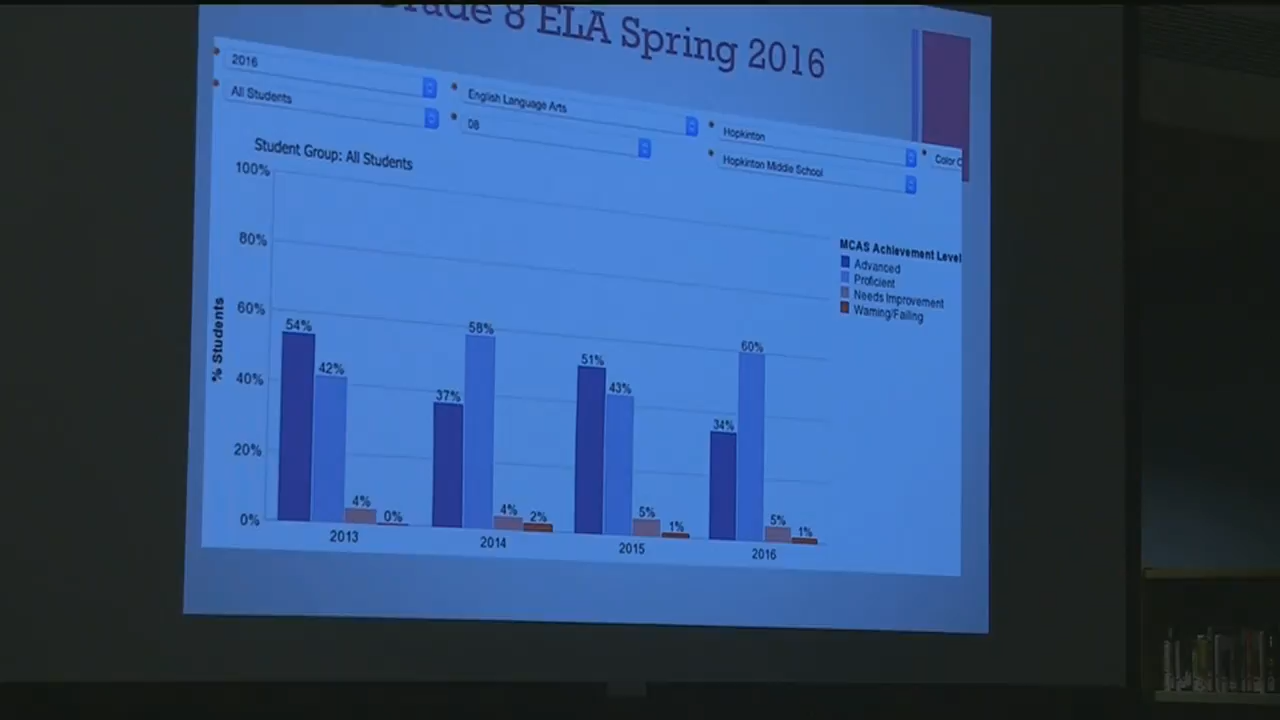 Grade 8 ELA Spring 2016
2016
English Language Arts
Hopkinton
Color C
All Students
08
Hopkinton Middle School
Student Group: All Students
100%
80%
60%
40%
20%
0%
% Students
54%
42%
4%
0%
37%
58%
4%
2%
51%
43%
5%
1%
34%
60%
5%
1%
2013
2014
2015
2016
MCAS Achievement Level
Advanced
Proficient
Needs Improvement
Warning/Failing